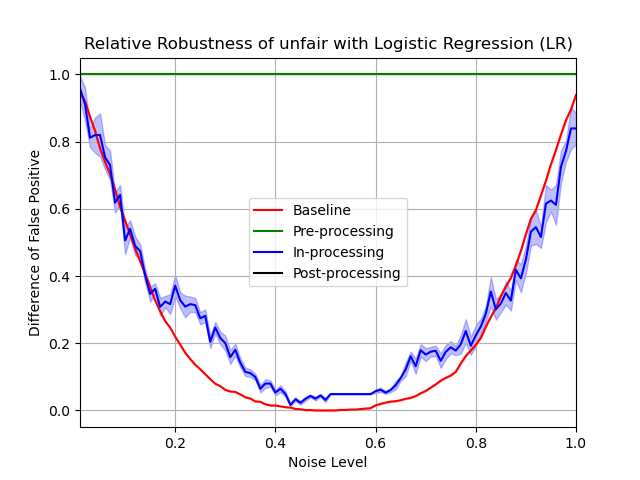 Relative Robustness of unfair with Logistic Regression (LR)
1.0
0.8
0.6
0.4
0.2
0.0
Difference of False Positive
Baseline
Pre-processing
In-processing
Post-processing
0.2 0.4 0.6 0.8 1.0
Noise Level